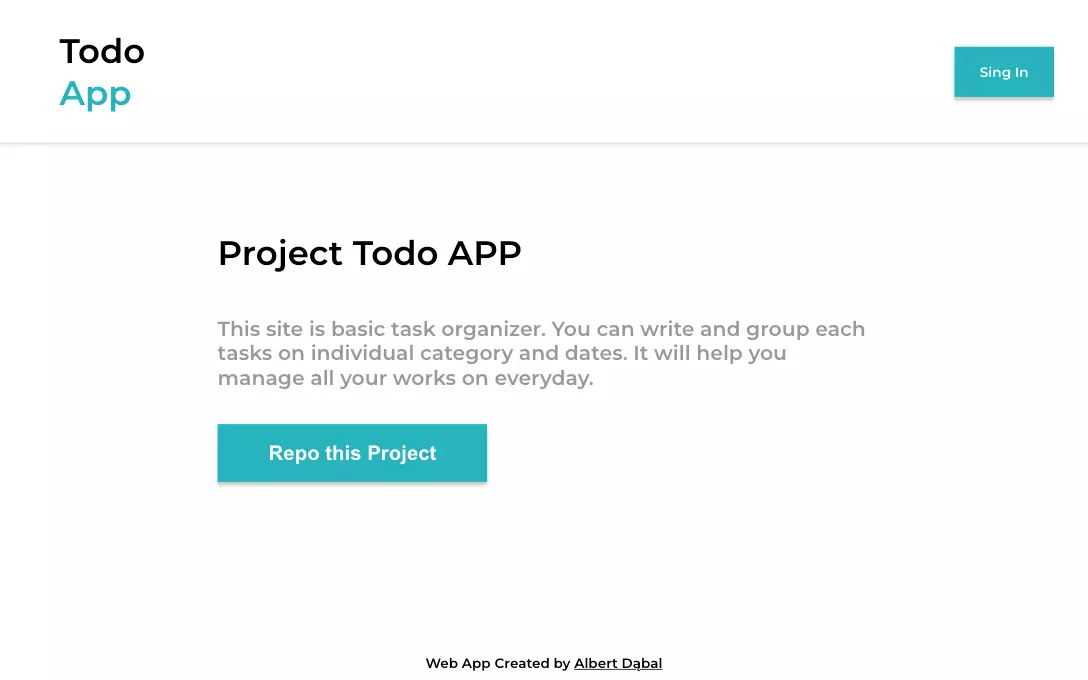 Todo
App
Sing In
Project Todo APP
This site is basic task organizer. You can write and group each
tasks on individual category and dates. It will help you
manage all your works on everyday.
Repo this Project
Web App Created by Albert Dąbal